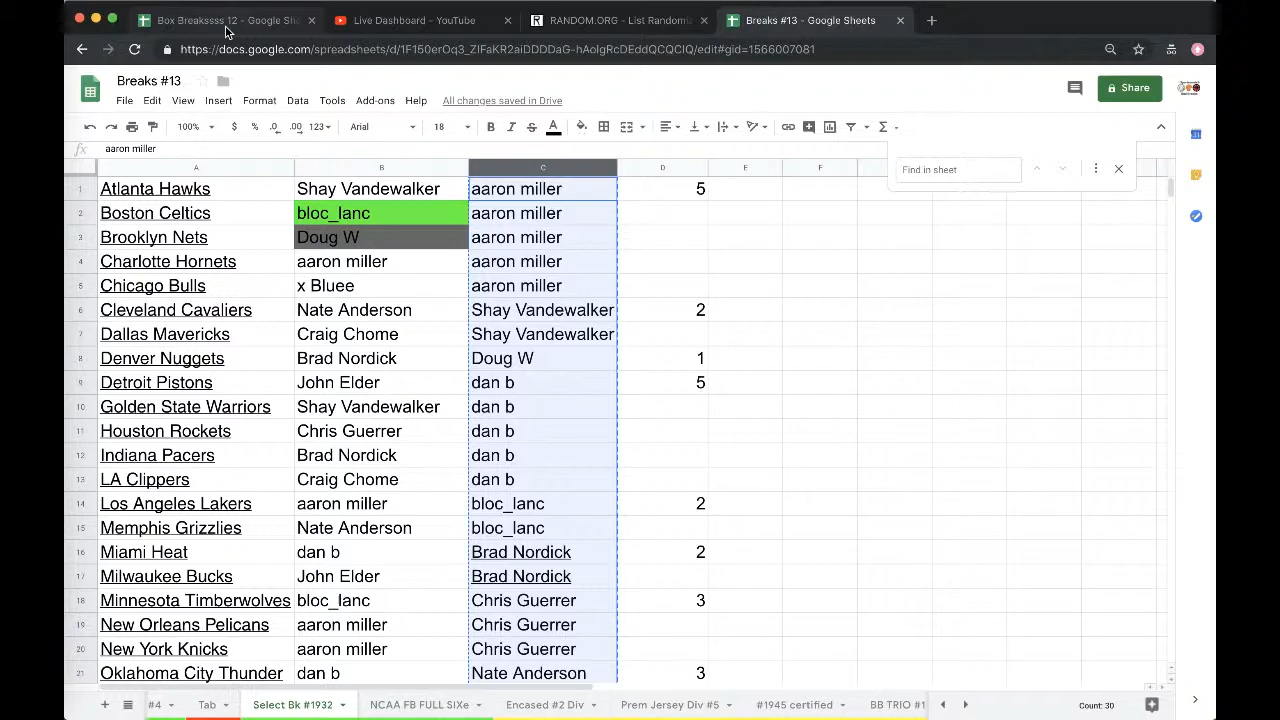 Box Breakssss 12 - Google She
Live Dashboard - YouTube
RANDOM.ORG - List Randomiz
Breaks #13 - Google Sheets
https://docs.google.com/spreadsheets/d/1F150erOq3_ZIFaKR2aiDDDDaG-hAolgRcDEddQCQCIQ/edit#gid=1566007081
Breaks #13
File Edit View Insert Format Data Tools Add-ons Help All changes saved in Drive
Share
100% $ % .0 .00 123 Arial 18 B I S A Σ
fx aaron miller
Find in sheet
A B C D E F
1 Atlanta Hawks Shay Vandewalker aaron miller 5
2 Boston Celtics bloc_lanc aaron miller
3 Brooklyn Nets Doug W aaron miller
4 Charlotte Hornets aaron miller aaron miller
5 Chicago Bulls x Bluee aaron miller
6 Cleveland Cavaliers Nate Anderson Shay Vandewalker 2
7 Dallas Mavericks Craig Chome Shay Vandewalker
8 Denver Nuggets Brad Nordick Doug W 1
9 Detroit Pistons John Elder dan b 5
10 Golden State Warriors Shay Vandewalker dan b
11 Houston Rockets Chris Guerrer dan b
12 Indiana Pacers Brad Nordick dan b
13 LA Clippers Craig Chome dan b
14 Los Angeles Lakers aaron miller bloc_lanc 2
15 Memphis Grizzlies Nate Anderson bloc_lanc
16 Miami Heat dan b Brad Nordick 2
17 Milwaukee Bucks John Elder Brad Nordick
18 Minnesota Timberwolves bloc_lanc Chris Guerrer 3
19 New Orleans Pelicans aaron miller Chris Guerrer
20 New York Knicks aaron miller Chris Guerrer
21 Oklahoma City Thunder dan b Nate Anderson 3
#4 Tab Select Bk #1932 NCAA FB FULL S Encased #2 Div Prem Jersey Div #8 #1945 certified BB TRIO #1
Count: 30